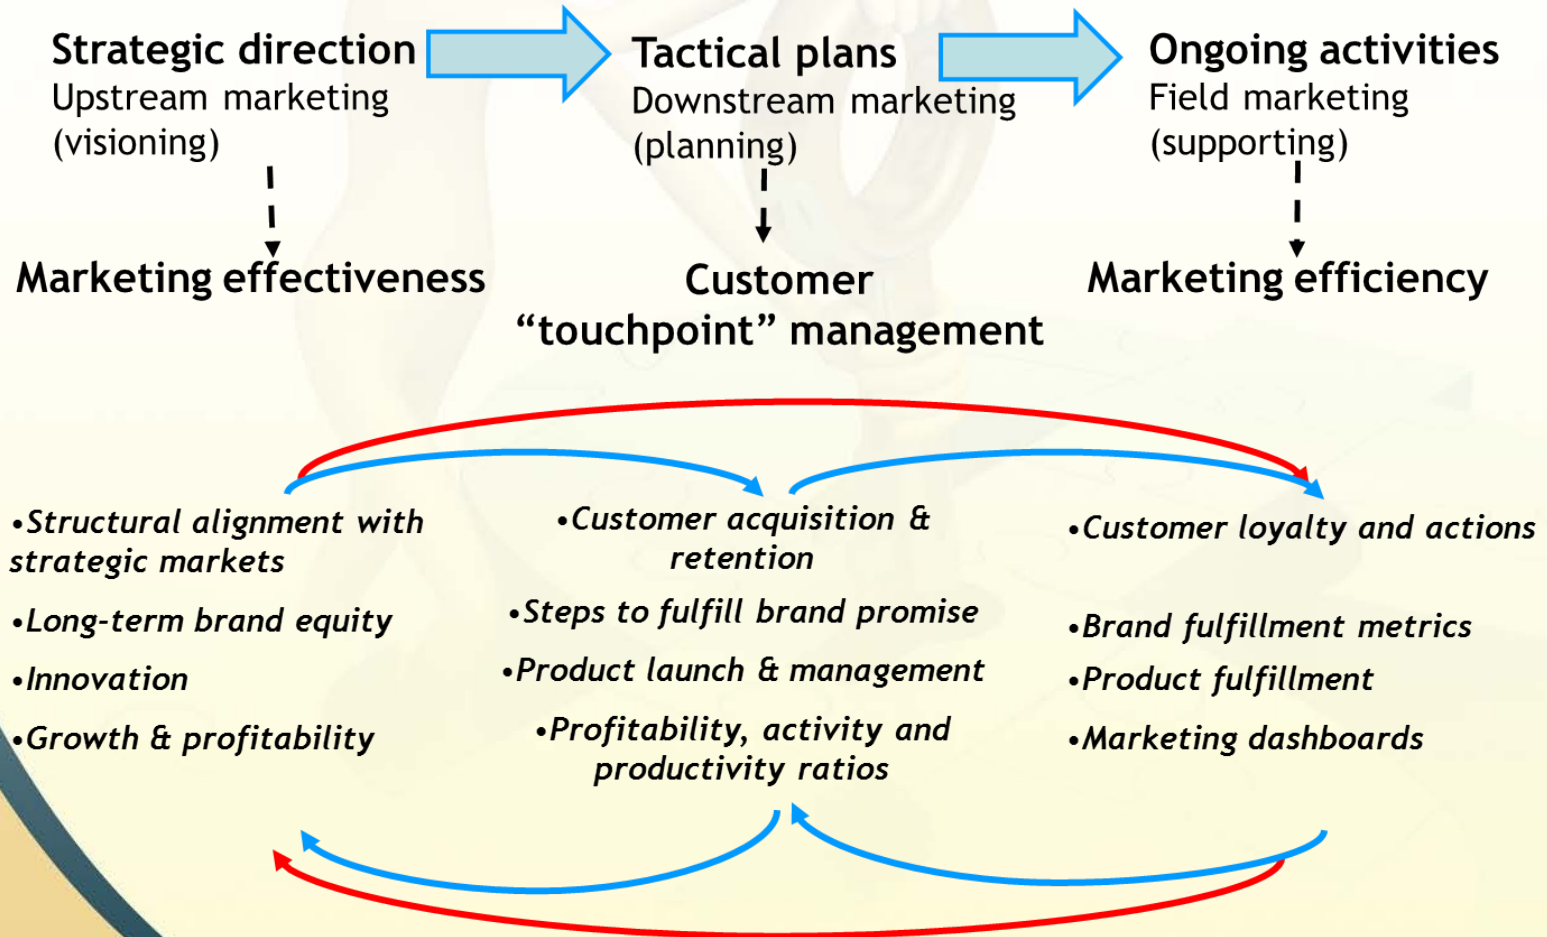 Strategic direction
Upstream marketing
(visioning)
Tactical plans
Downstream marketing
(planning)
Ongoing activities
Field marketing
(supporting)
Marketing effectiveness
Customer
“touchpoint” management
Marketing efficiency
•Structural alignment with
strategic markets
•Long-term brand equity
•Innovation
•Growth & profitability
•Customer acquisition &
retention
•Steps to fulfill brand promise
•Product launch & management
•Profitability, activity and
productivity ratios
•Customer loyalty and actions
•Brand fulfillment metrics
•Product fulfillment
•Marketing dashboards